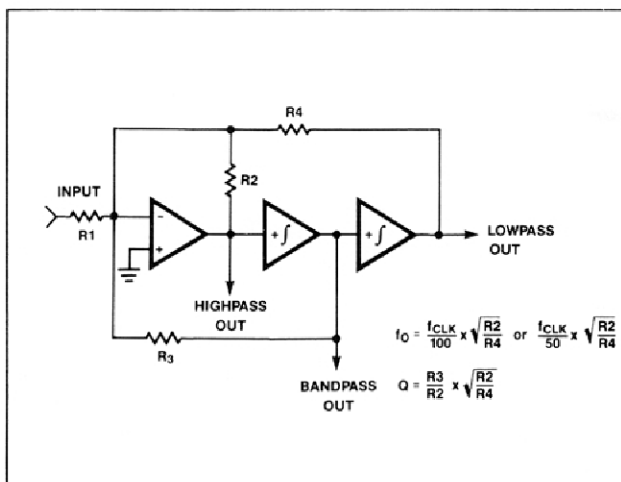 R4
R2
INPUT
R1
-
+
+∫
+∫
LOWPASS
OUT
HIGHPASS
OUT
R3
BANDPASS
OUT
fO = fCLK/100 x √R2/R4 or fCLK/50 x √R2/R4
Q = R3/R2 x √R2/R4